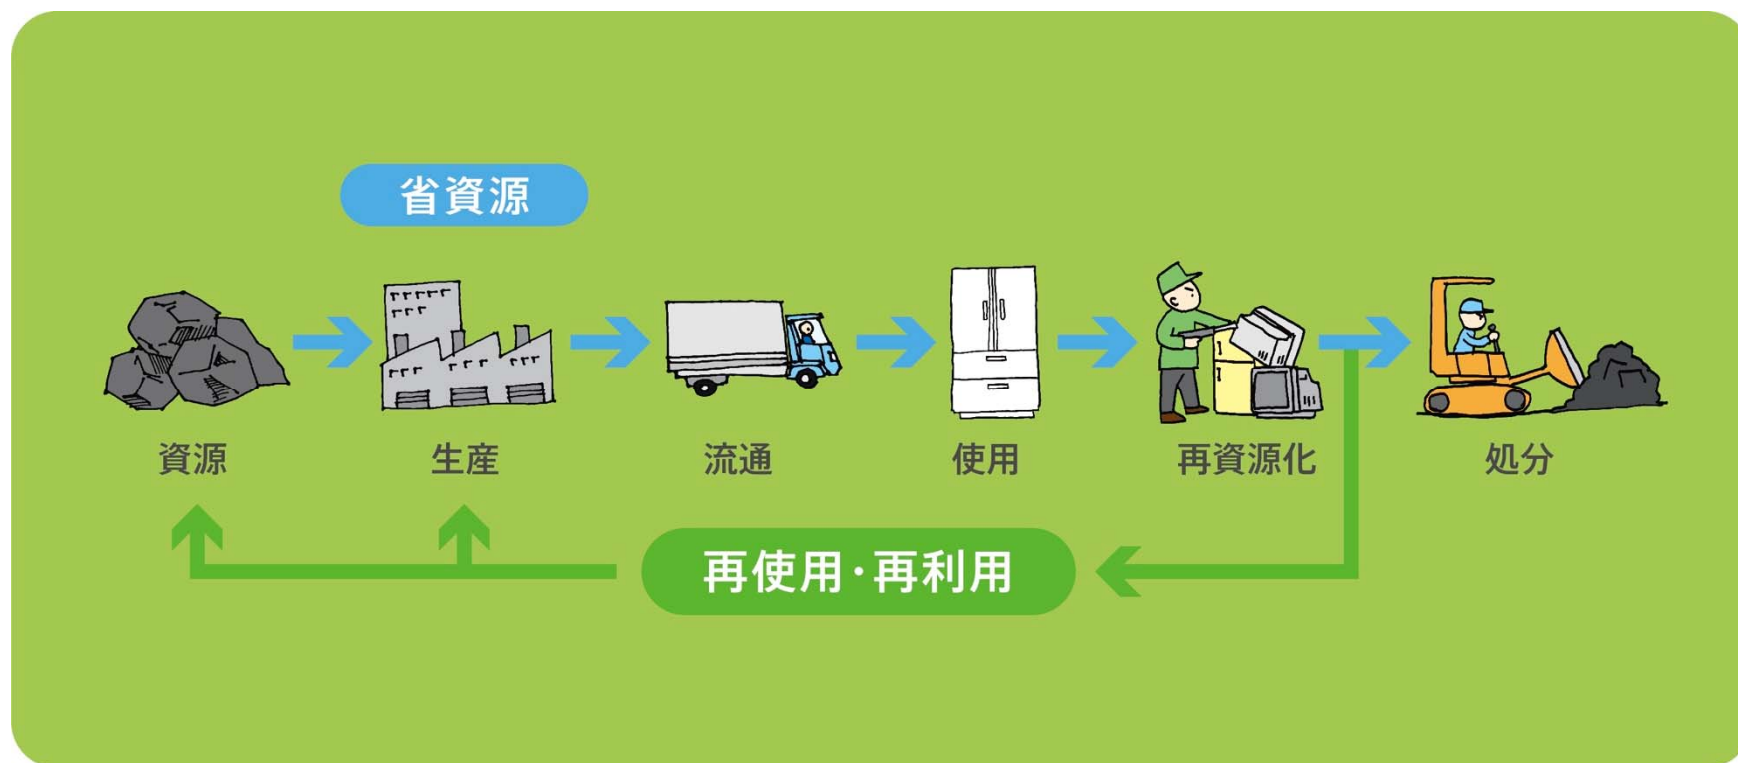 省資源
資源
生産
流通
使用
再資源化
処分
再使用・再利用